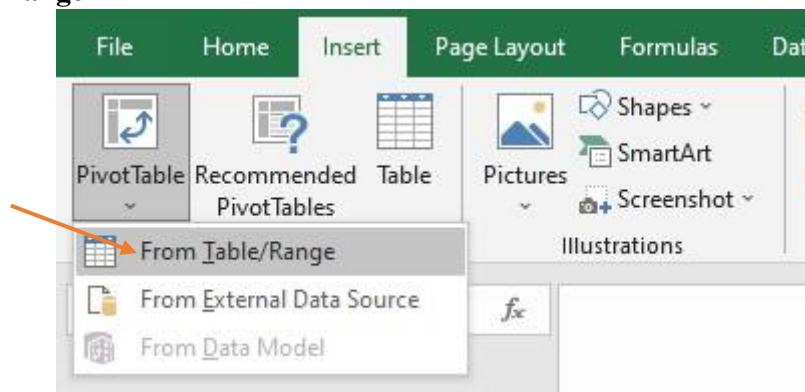 File Home Insert Page Layout Formulas
PivotTable Recommended Table Pictures Shapes
PivotTables SmartArt
Screenshot
Illustrations
From Table/Range
From External Data Source
From Data Model
fx